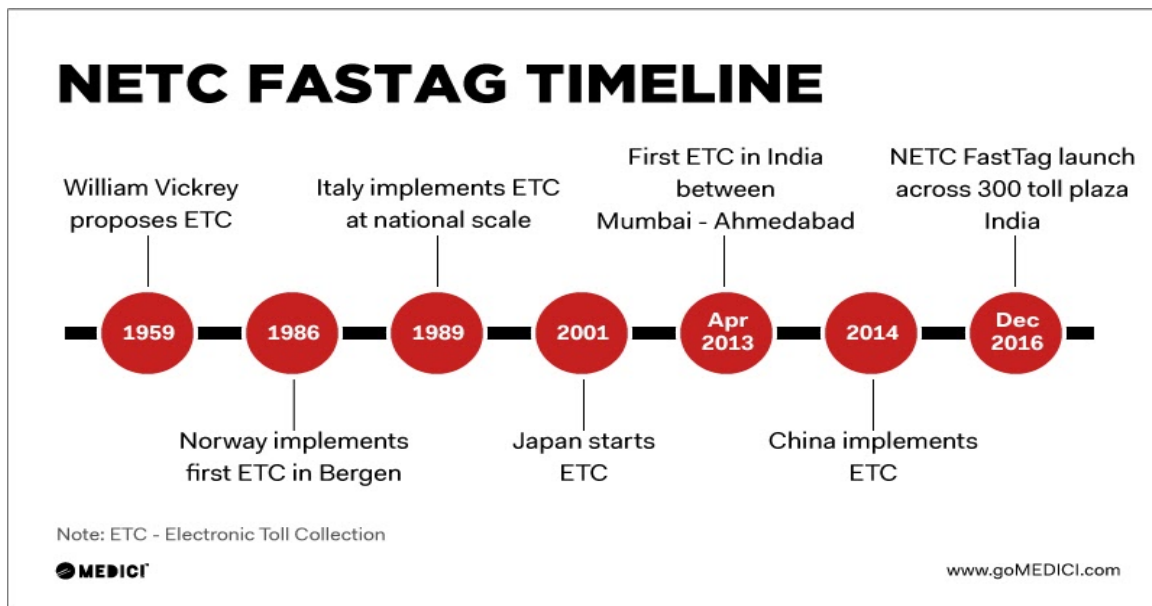 NETC FASTAG TIMELINE
William Vickrey
proposes ETC
Italy implements ETC
at national scale
First ETC in India
between
Mumbai - Ahmedabad
NETC FastTag launch
across 300 toll plaza
India
1959
1986
1989
2001
Apr
2013
2014
Dec
2016
Norway implements
first ETC in Bergen
Japan starts
ETC
China implements
ETC
Note: ETC - Electronic Toll Collection
MEDICI
www.goMEDICI.com